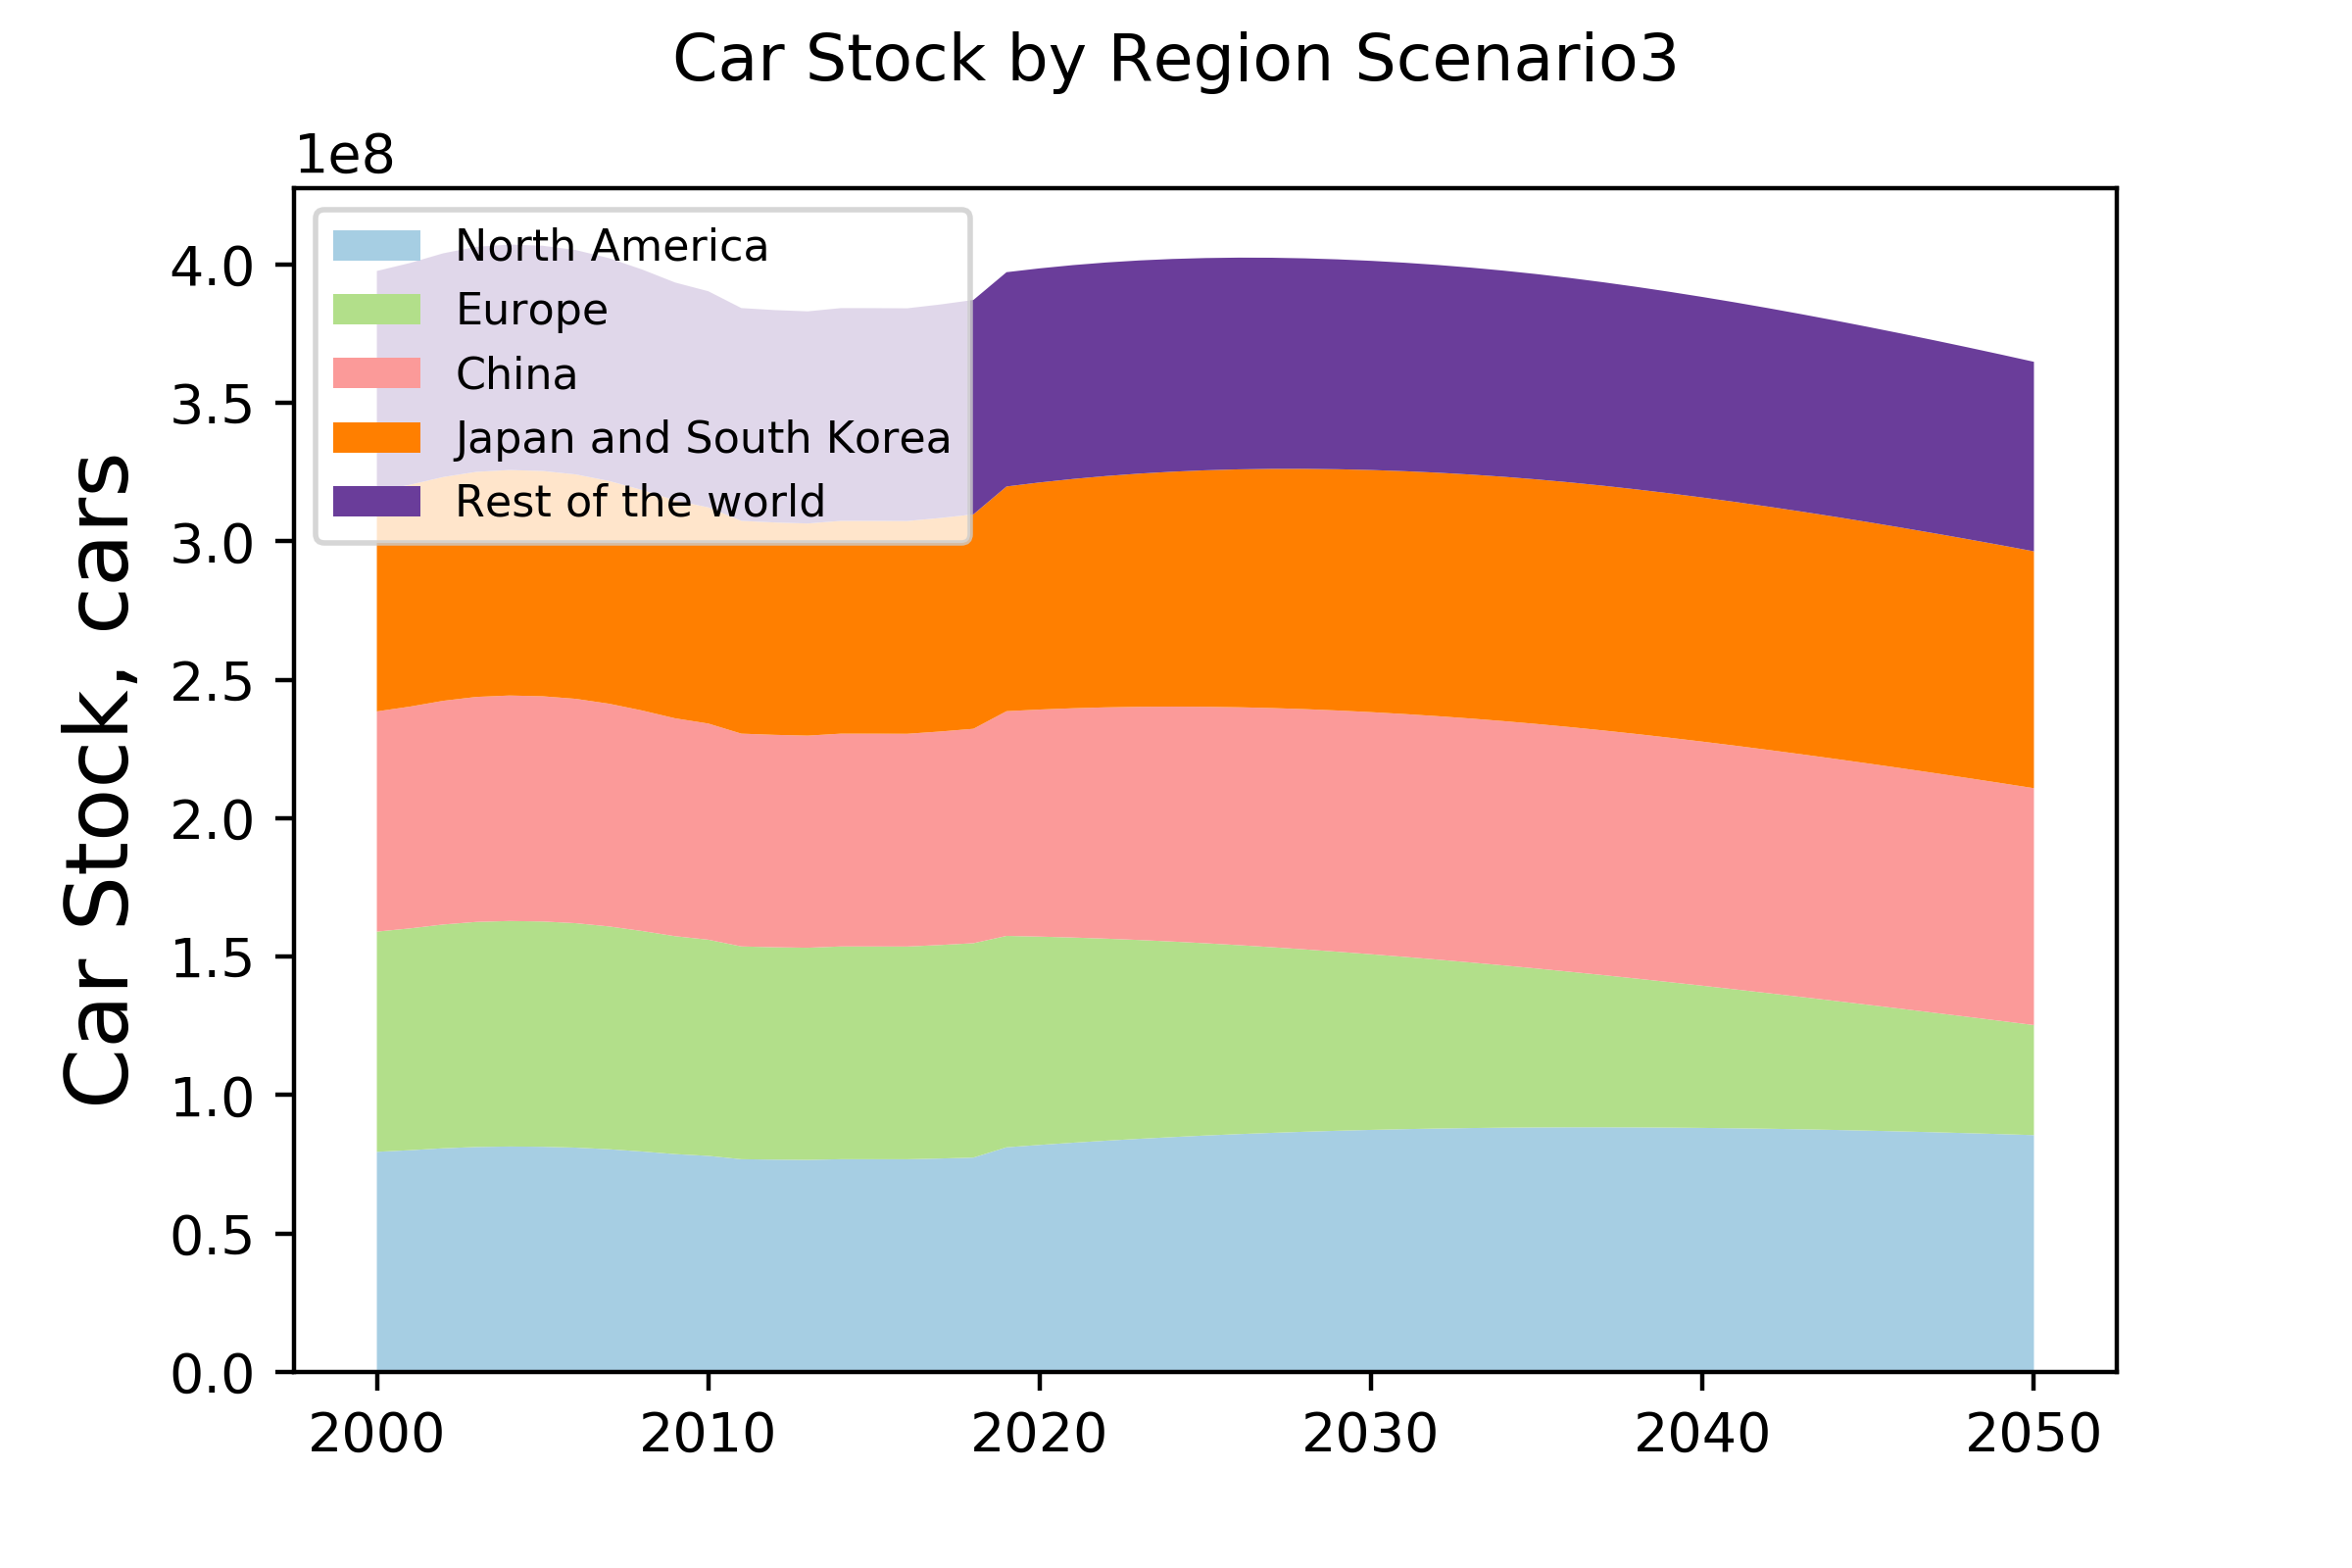 Car Stock by Region Scenario3
1e8
North America
Europe
China
Japan and South Korea
Rest of the world
Car Stock, cars
4.0
3.5
3.0
2.5
2.0
1.5
1.0
0.5
0.0
2000 2010 2020 2030 2040 2050